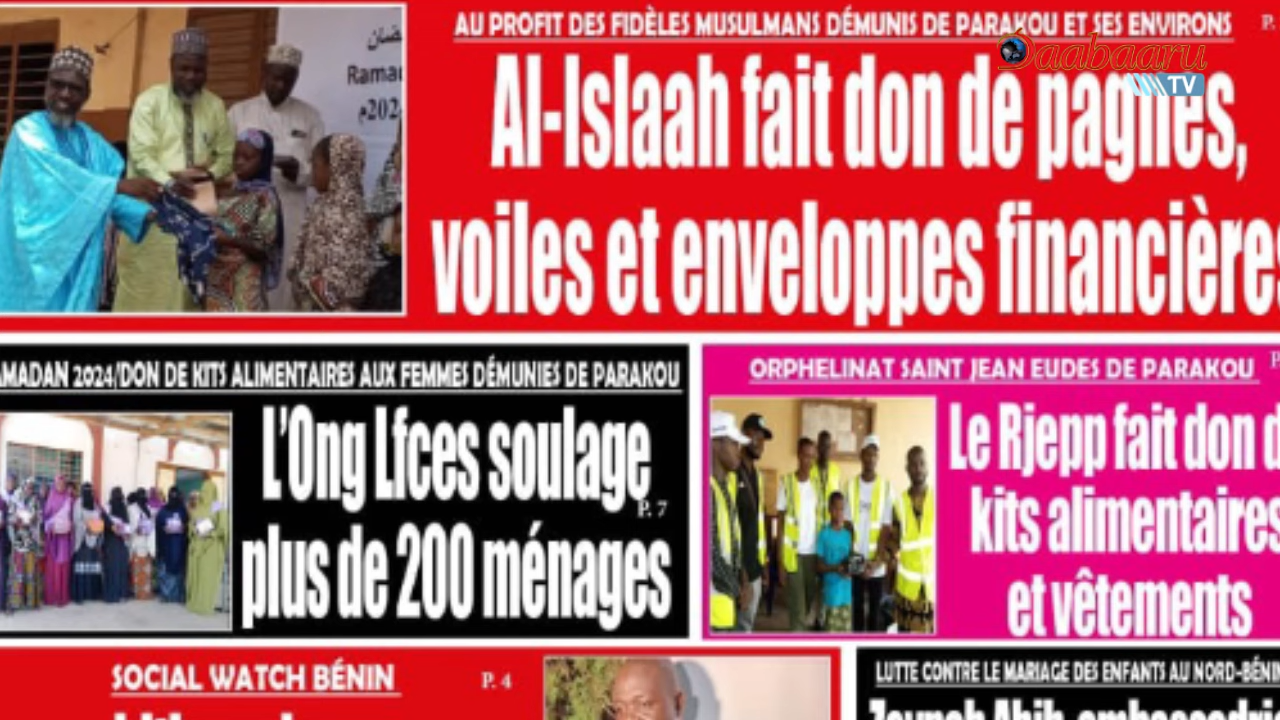 AU PROFIT DES FIDÈLES MUSULMANS DÉMUNIS DE PARAKOU ET SES ENVIRONS
P.
Daabaaru
TV
Al-Islaah fait don de pagnes,
voiles et enveloppes financières
Ramad
202
AMADAN 2024/DON DE KITS ALIMENTAIRES AUX FEMMES DÉMUNIES DE PARAKOU
L'Ong Lfces soulage
P. 7
plus de 200 ménages
ORPHELINAT SAINT JEAN EUDES DE PARAKOU
Le Rjepp fait don d
kits alimentaires
et vêtements
SOCIAL WATCH BÉNIN
P. 4
LUTTE CONTRE LE MARIAGE DES ENFANTS AU NORD-BÉNIN